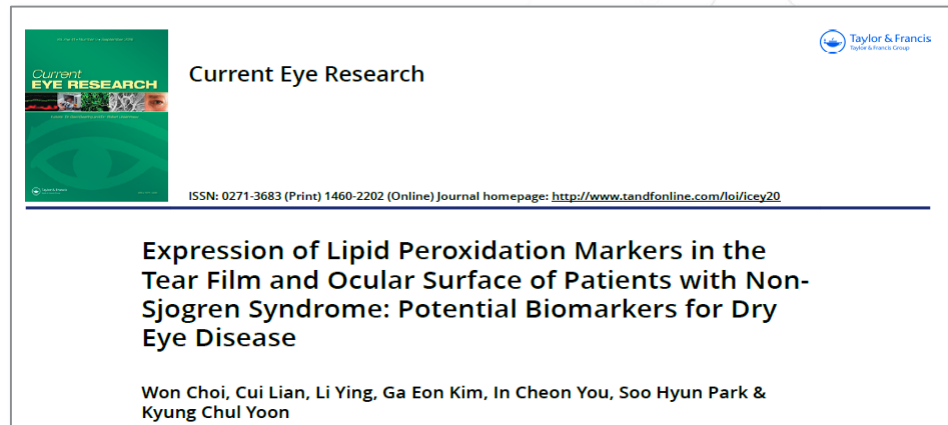 Current
EYE RESEARCH
Taylor & Francis
Taylor & Francis Group
Current Eye Research
ISSN: 0271-3683 (Print) 1460-2202 (Online) Journal homepage: http://www.tandfonline.com/loi/icey20
Expression of Lipid Peroxidation Markers in the
Tear Film and Ocular Surface of Patients with Non-
Sjogren Syndrome: Potential Biomarkers for Dry
Eye Disease
Won Choi, Cui Lian, Li Ying, Ga Eon Kim, In Cheon You, Soo Hyun Park &
Kyung Chul Yoon